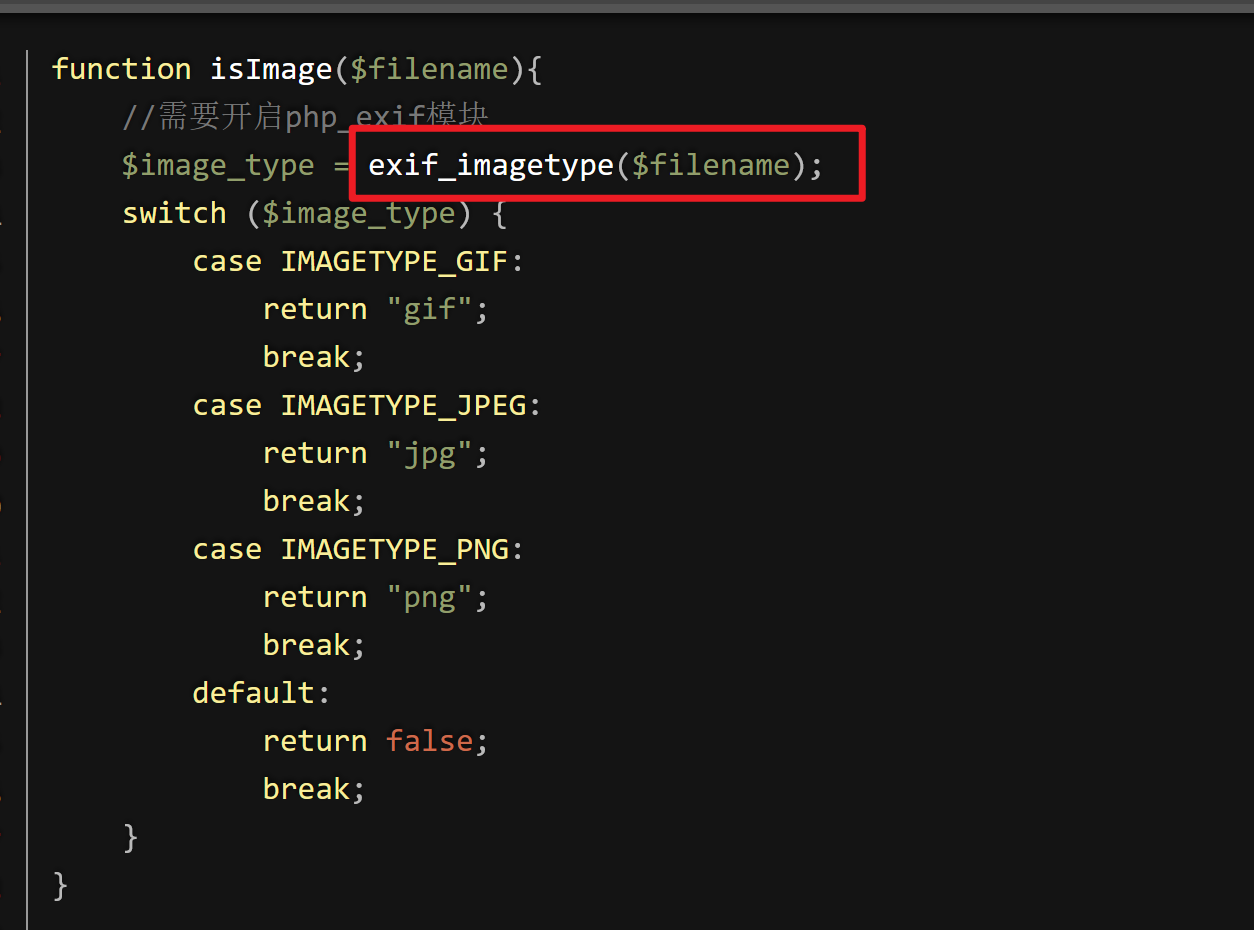 function isImage($filename){
//需要开启php_exif模块
$image_type = exif_imagetype($filename);
switch ($image_type) {
case IMAGETYPE_GIF:
return "gif";
break;
case IMAGETYPE_JPEG:
return "jpg";
break;
case IMAGETYPE_PNG:
return "png";
break;
default:
return false;
break;
}
}